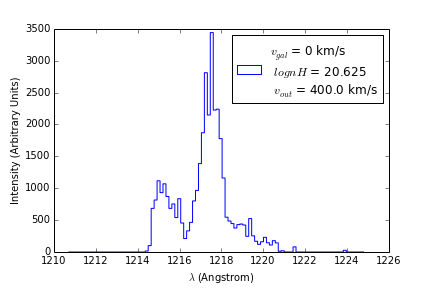 3500
3000
2500
2000
1500
1000
500
0
Intensity (Arbitrary Units)
v_gal = 0 km/s
lognH = 20.625
v_out = 400.0 km/s
1210 1212 1214 1216 1218 1220 1222 1224 1226
λ (Angstrom)